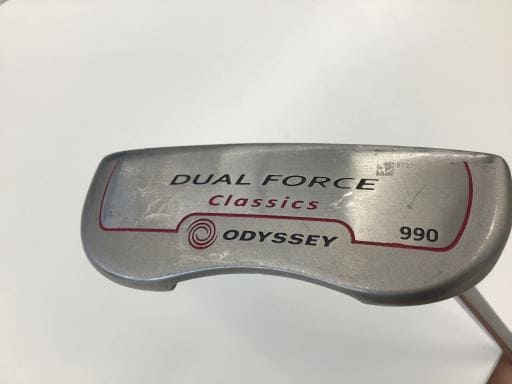 DUAL FORCE
Classics
ODYSSEY
990